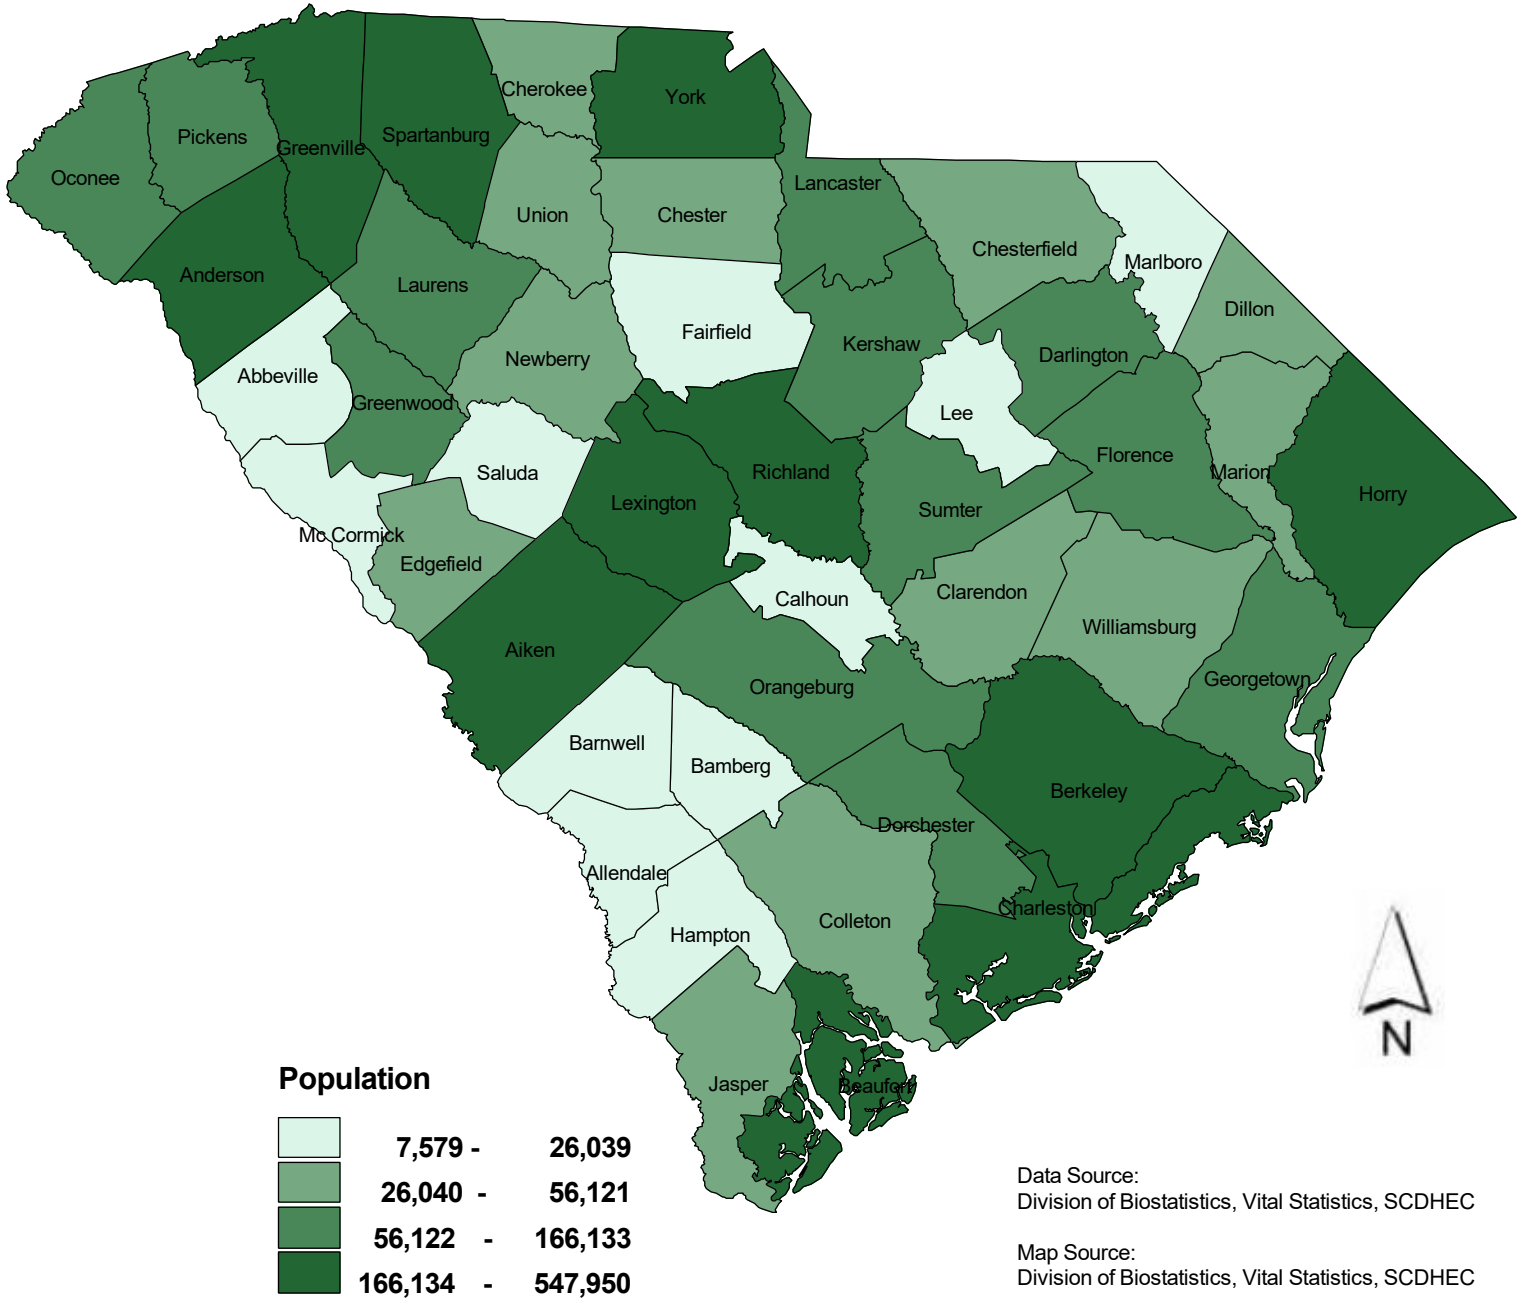 Cherokee
York
Spartanburg
Pickens
Greenville
Oconee
Lancaster
Union
Chester
Chesterfield
Marlboro
Anderson
Laurens
Dillon
Fairfield
Kershaw
Darlington
Newberry
Abbeville
Greenwood
Lee
Florence
Saluda
Richland
Marion
Horry
Lexington
Sumter
Mc Cormick
Edgefield
Clarendon
Calhoun
Williamsburg
Aiken
Georgetown
Orangeburg
Barnwell
Bamberg
Berkeley
Dorchester
Allendale
Charleston
Colleton
Hampton
N
Jasper
Beaufort
Population
7,579 - 26,039
26,040 - 56,121
56,122 - 166,133
166,134 - 547,950
Data Source:
Division of Biostatistics, Vital Statistics, SCDHEC
Map Source:
Division of Biostatistics, Vital Statistics, SCDHEC